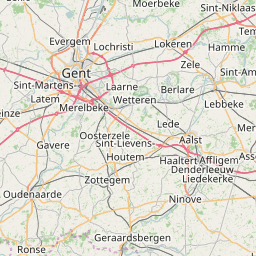 Sint-Niklaas
Evergem
Lochristi
Lokeren
Hamme
Gent
Zele
Sint-Martens-
Latem
Laarne
Berlare
Wetteren
Lebbeke
Merelbeke
Lede
Oosterzele
Aalst
Gavere
Sint-Lievens-
Houtem
Haaltert
Affligem
Denderleeuw
Liedekerke
Zottegem
Oudenaarde
Ninove
Geraardsbergen
Ronse